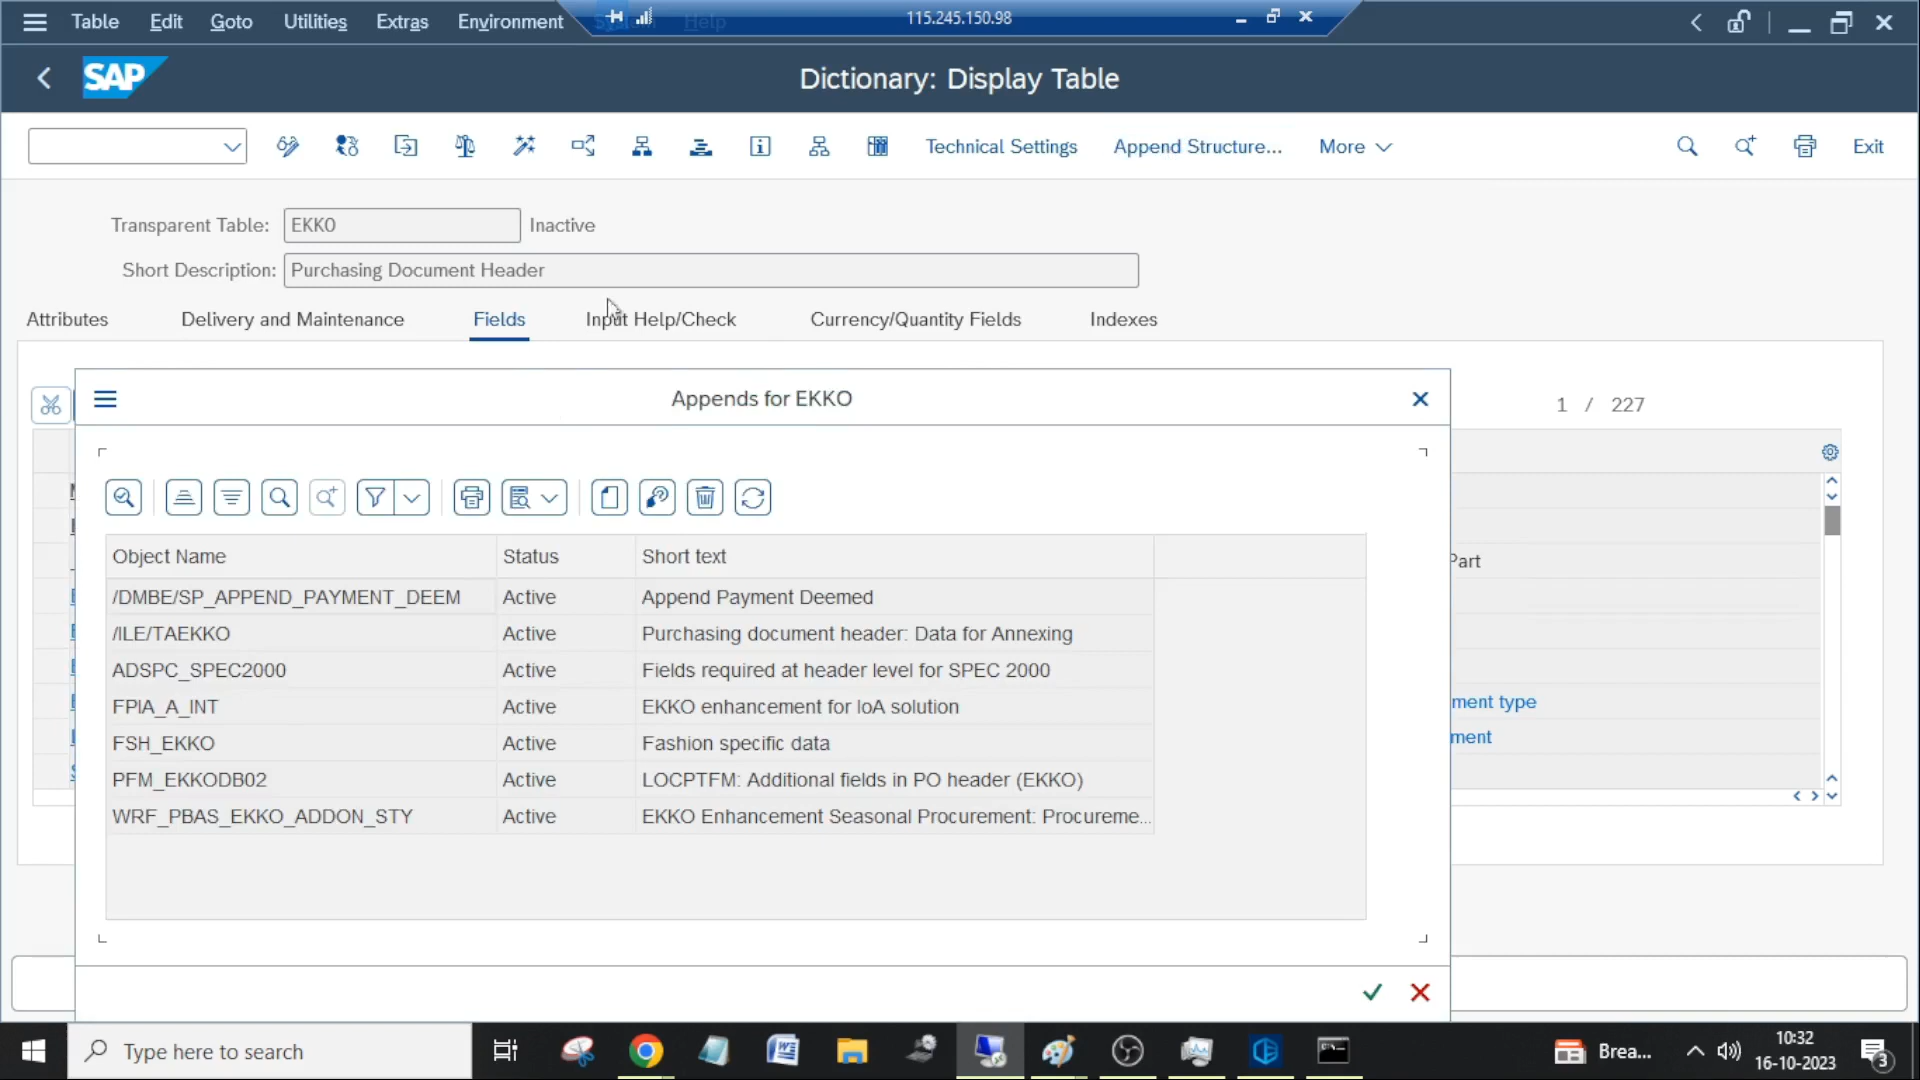 Table Edit Goto Utilities Extras Environment Help 115.245.150.98
SAP Dictionary: Display Table
Technical Settings Append Structure... More Exit
Transparent Table: EKKO Inactive
Short Description: Purchasing Document Header
Attributes Delivery and Maintenance Fields Input Help/Check Currency/Quantity Fields Indexes
Appends for EKKO
1 / 227
Object Name Status Short text
/DMBE/SP_APPEND_PAYMENT_DEEM Active Append Payment Deemed
/ILE/TAEKKO Active Purchasing document header: Data for Annexing
ADSPC_SPEC2000 Active Fields required at header level for SPEC 2000
FPIA_A_INT Active EKKO enhancement for IoA solution
FSH_EKKO Active Fashion specific data
PFM_EKKODB02 Active LOCPTFM: Additional fields in PO header (EKKO)
WRF_PBAS_EKKO_ADDON_STY Active EKKO Enhancement Seasonal Procurement: Procureme...
Part
ment type
ment
Type here to search
Brea...
10:32
16-10-2023
3